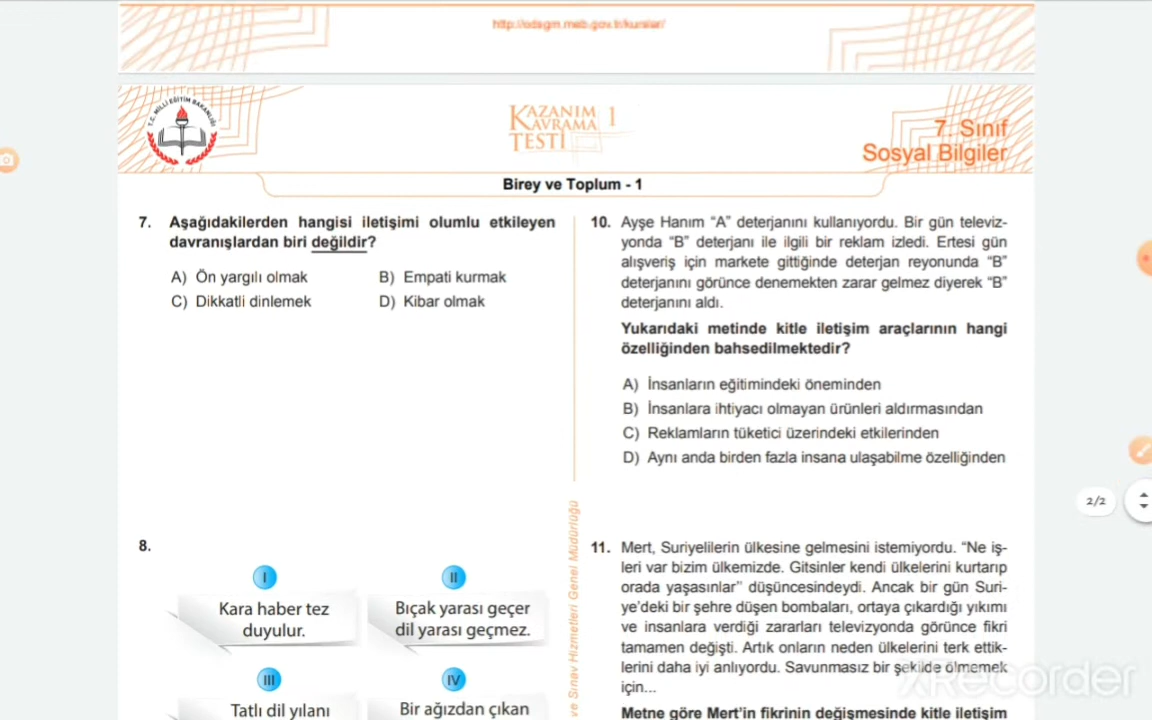 http://odsgm.meb.gov.tr/kurslar/
T.C. MİLLİ EĞİTİM BAKANLIĞI
KAZANIM
KAVRAMA
TESTİ
1
7. Sınıf
Sosyal Bilgiler
Birey ve Toplum - 1
7. Aşağıdakilerden hangisi iletişimi olumlu etkileyen
davranışlardan biri değildir?
A) Ön yargılı olmak B) Empati kurmak
C) Dikkatli dinlemek D) Kibar olmak
8.
I II
Kara haber tez
duyulur.
Bıçak yarası geçer
dil yarası geçmez.
III IV
Tatlı dil yılanı
Bir ağızdan çıkan
ve Sınav Hizmetleri Genel Müdürlüğü
10. Ayşe Hanım “A” deterjanını kullanıyordu. Bir gün televiz-
yonda “B” deterjanı ile ilgili bir reklam izledi. Ertesi gün
alışveriş için markete gittiğinde deterjan reyonunda “B”
deterjanını görünce denemekten zarar gelmez diyerek “B”
deterjanını aldı.
Yukarıdaki metinde kitle iletişim araçlarının hangi
özelliğinden bahsedilmektedir?
A) İnsanların eğitimindeki öneminden
B) İnsanlara ihtiyacı olmayan ürünleri aldırmasından
C) Reklamların tüketici üzerindeki etkilerinden
D) Aynı anda birden fazla insana ulaşabilme özelliğinden
2/2
11. Mert, Suriyelilerin ülkesine gelmesini istemiyordu. “Ne iş-
leri var bizim ülkemizde. Gitsinler kendi ülkelerini kurtarıp
orada yaşasınlar” düşüncesindeydi. Ancak bir gün Suri-
ye’deki bir şehre düşen bombaları, ortaya çıkardığı yıkımı
ve insanlara verdiği zararları televizyonda görünce fikri
tamamen değişti. Artık onların neden ülkelerini terk ettik-
lerini daha iyi anlıyordu. Savunmasız bir şekilde ölmemek
için...
Metne göre Mert’in fikrinin değişmesinde kitle iletişim
XRecorder